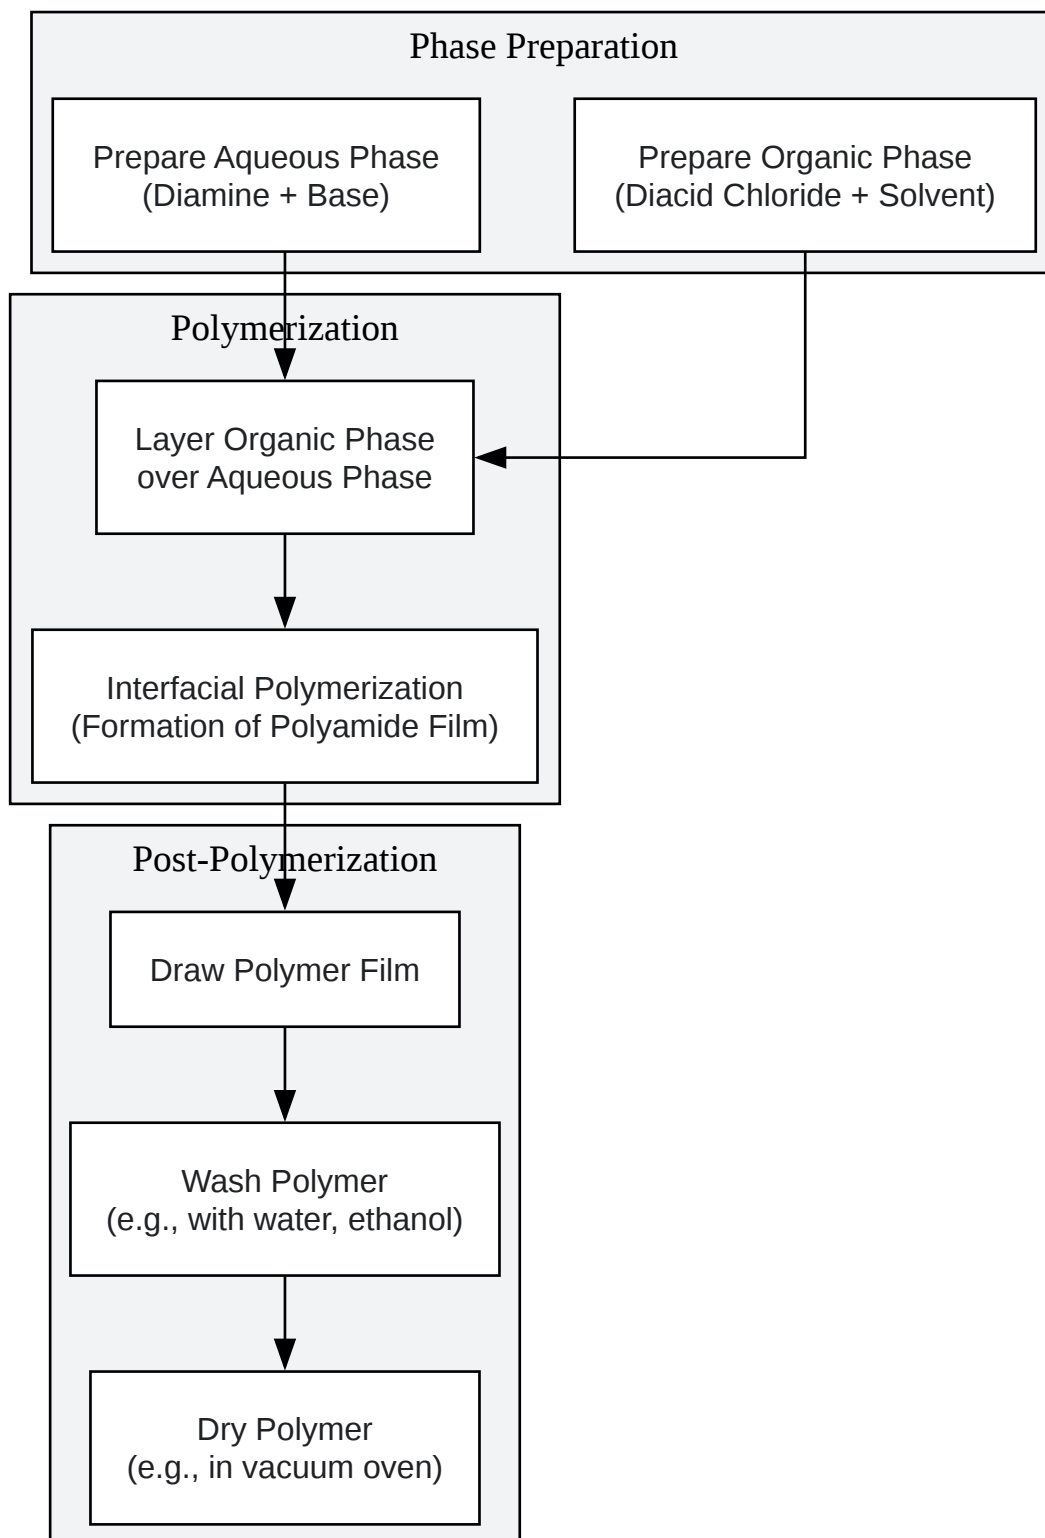 Phase Preparation
Prepare Aqueous Phase
(Diamine + Base)
Prepare Organic Phase
(Diacid Chloride + Solvent)
Polymerization
Layer Organic Phase
over Aqueous Phase
Interfacial Polymerization
(Formation of Polyamide Film)
Post-Polymerization
Draw Polymer Film
Wash Polymer
(e.g., with water, ethanol)
Dry Polymer
(e.g., in vacuum oven)